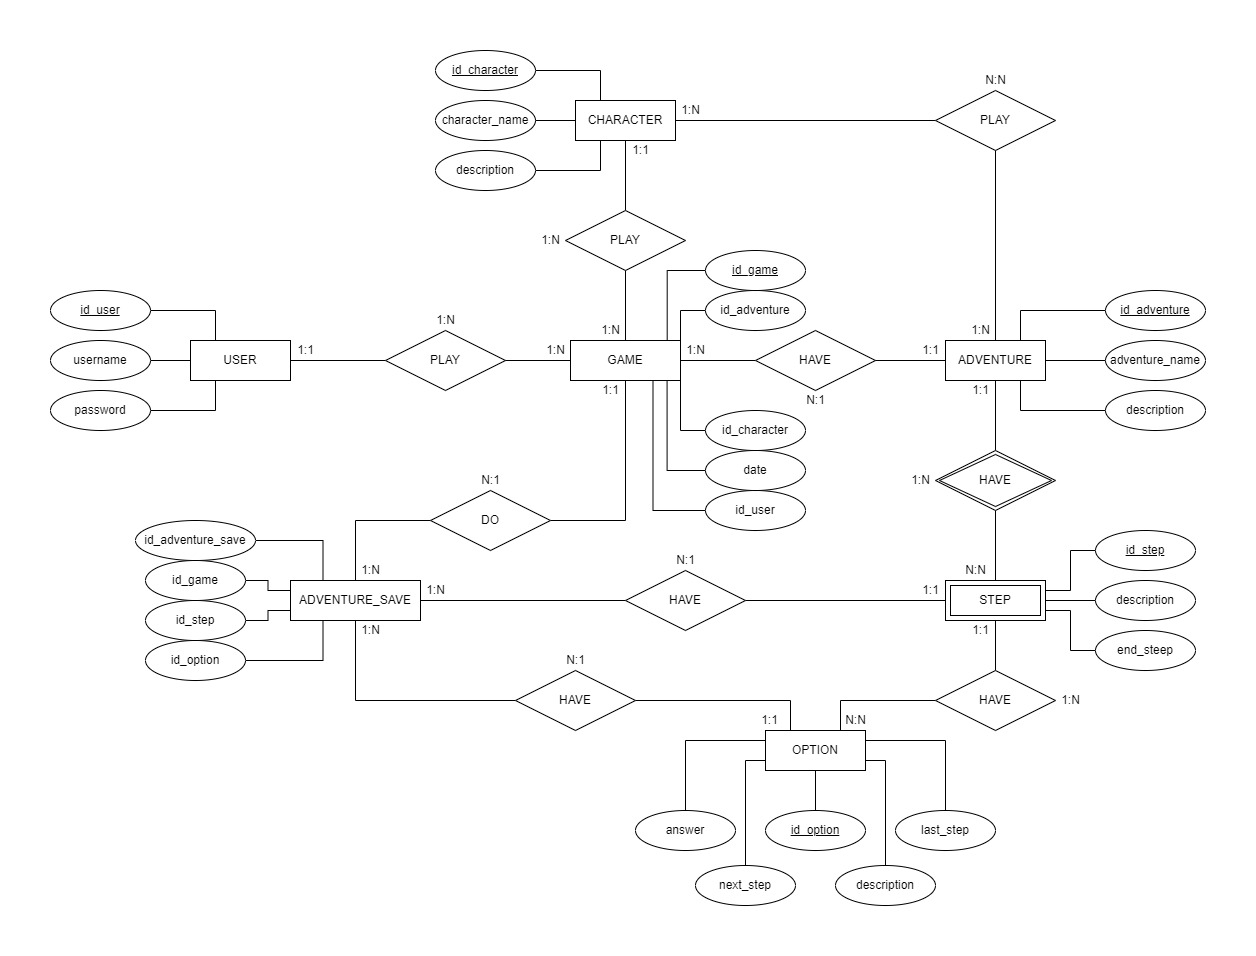 id_character
N:N
character_name
CHARACTER
1:N
PLAY
1:1
description
1:N
PLAY
id_game
id_user
id_adventure
id_adventure
1:N
1:N
1:N
username
USER
1:1
PLAY
1:N
GAME
1:N
HAVE
1:1
ADVENTURE
adventure_name
1:1
N:1
1:1
password
description
id_character
date
N:1
1:N
HAVE
id_user
DO
id_adventure_save
id_step
1:N
N:1
N:N
id_game
1:N
1:1
ADVENTURE_SAVE
HAVE
STEP
description
id_step
1:N
1:1
id_option
N:1
end_steep
HAVE
HAVE
1:N
1:1
N:N
OPTION
answer
id_option
last_step
next_step
description